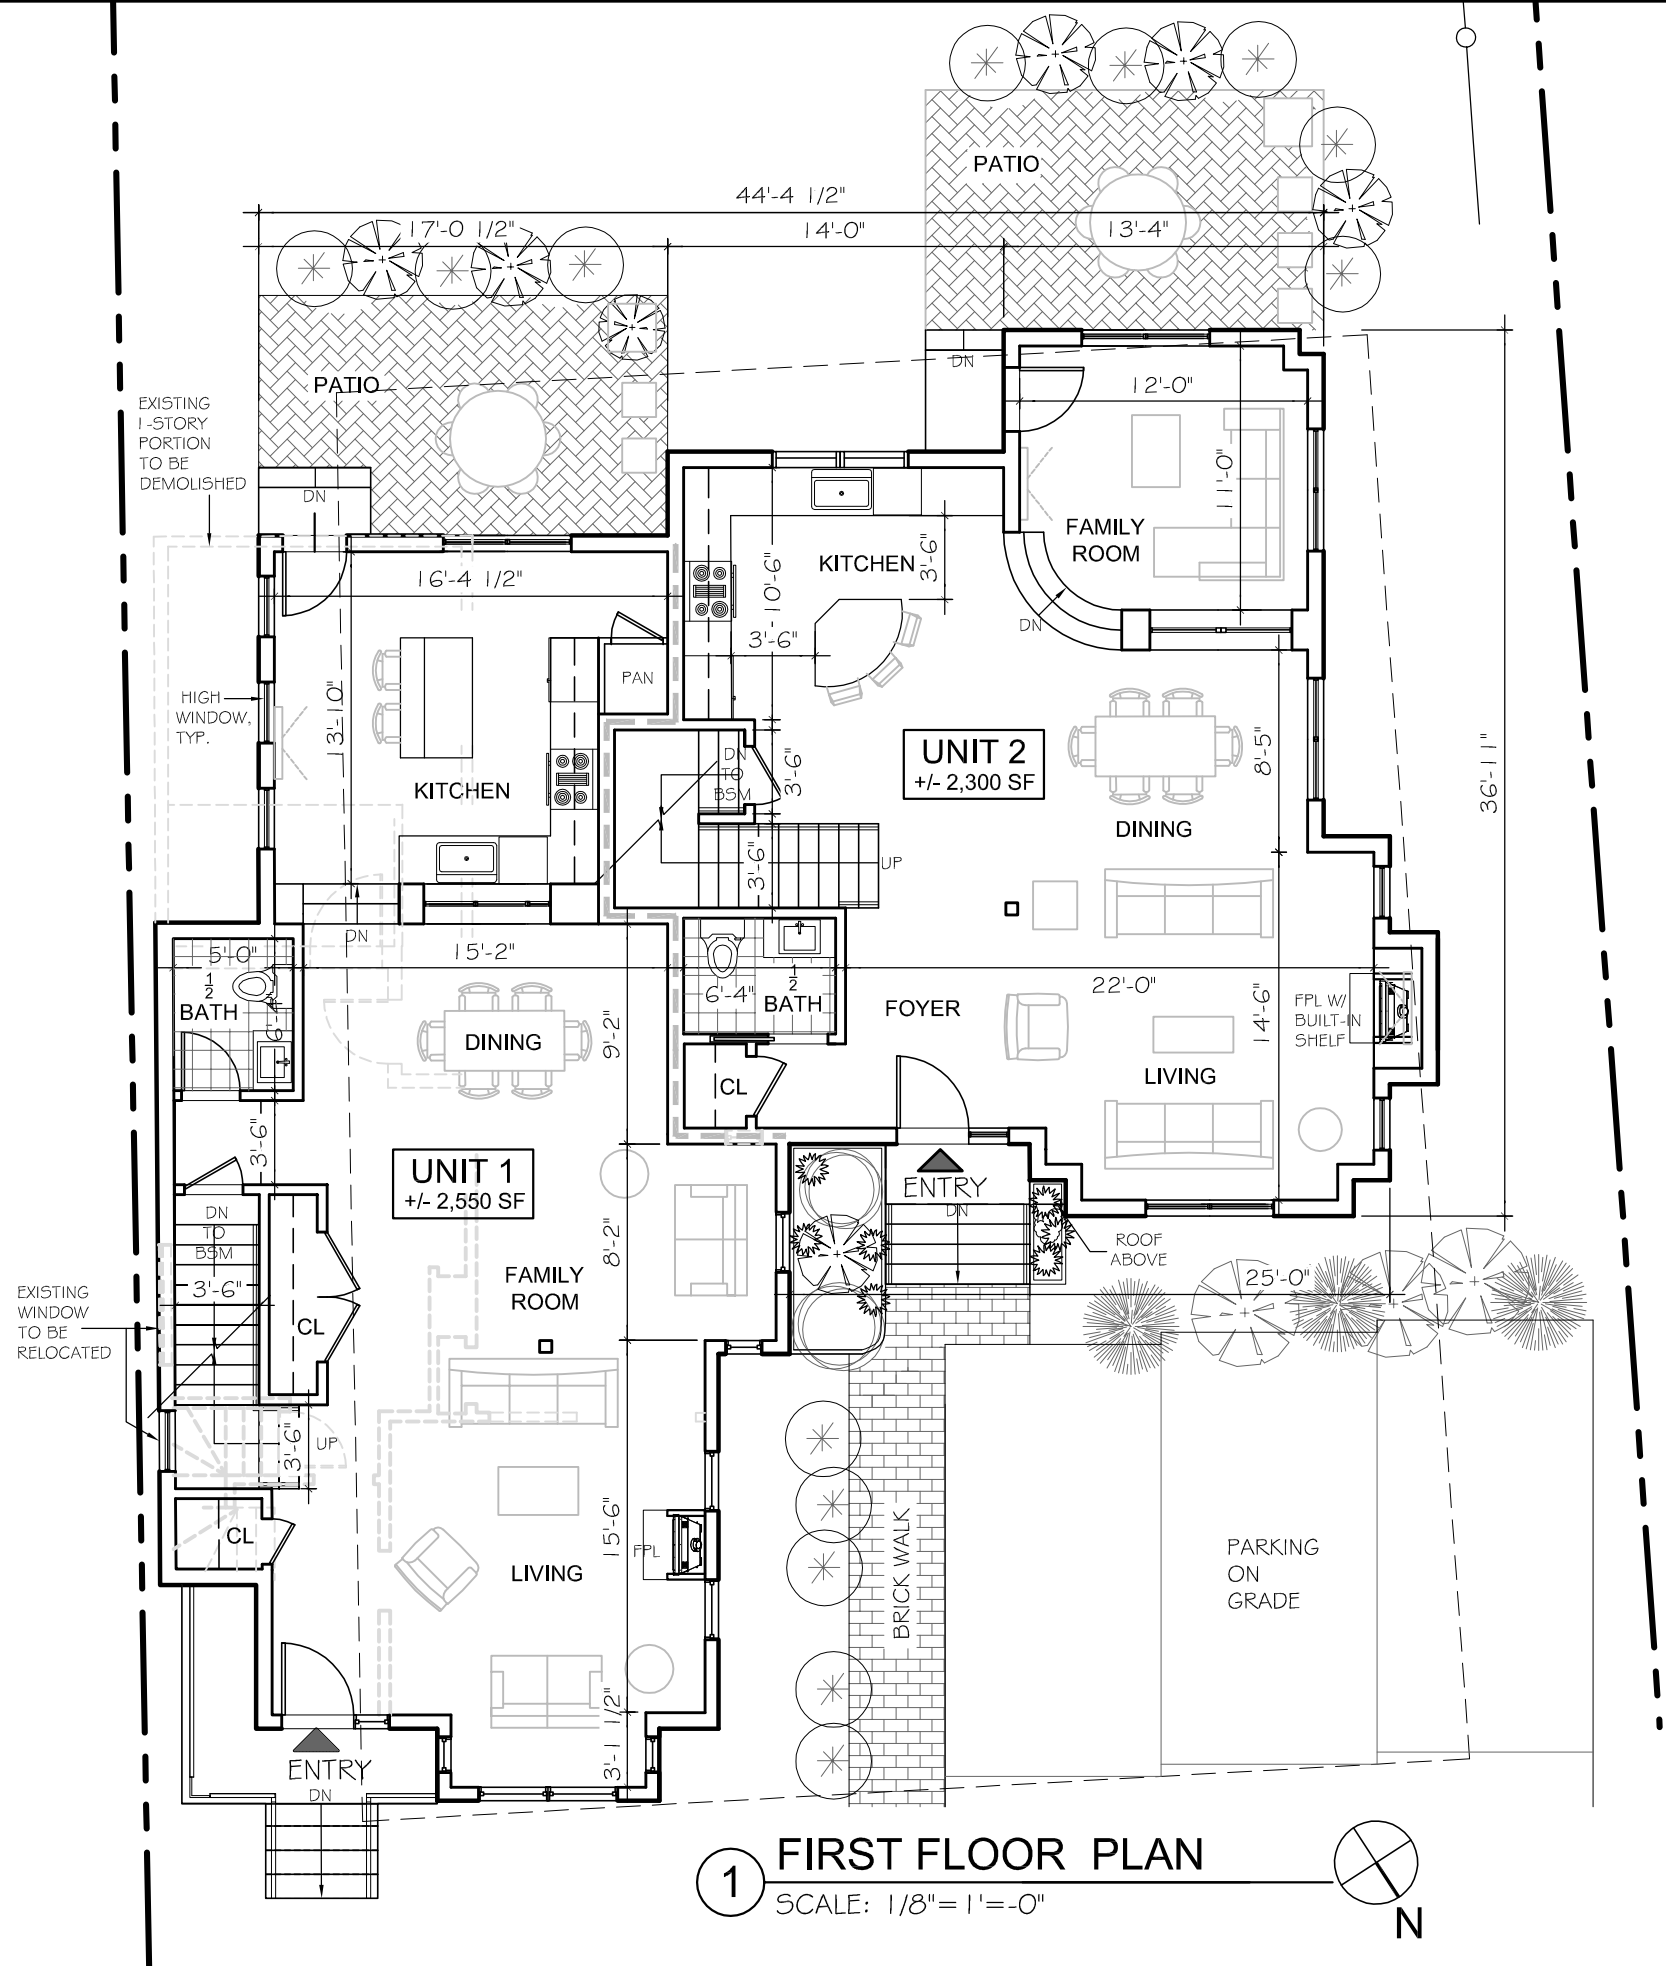 PATIO
44'-4 1/2"
17'-0 1/2"
14'-0"
13'-4"
DN
PATIO
12'-0"
EXISTING
1-STORY
PORTION
TO BE
DEMOLISHED
DN
11'-0"
FAMILY
ROOM
KITCHEN
3'-6"
10'-6"
16'-4 1/2"
3'-6"
DN
PAN
HIGH
WINDOW,
TYP.
13'-10"
KITCHEN
DN
TO
BSM
3'-6"
UNIT 2
+/- 2,300 SF
8'-5"
36'-11"
DINING
3'-6"
UP
DN
15'-2"
5'-0"
1/2
BATH
6'-4"
6'-4"
1/2
BATH
FOYER
22'-0"
14'-6"
FPL W/
BUILT-IN
SHELF
DINING
9'-2"
CL
LIVING
3'-6"
UNIT 1
+/- 2,550 SF
ENTRY
DN
DN
TO
BSM
8'-2"
ROOF
ABOVE
3'-6"
FAMILY
ROOM
25'-0"
EXISTING
WINDOW
TO BE
RELOCATED
CL
3'-6"
UP
CL
15'-6"
FPL
LIVING
BRICK WALK
PARKING
ON
GRADE
3'-1 1/2"
ENTRY
DN
1
FIRST FLOOR PLAN
SCALE: 1/8"=1'=-0"
N